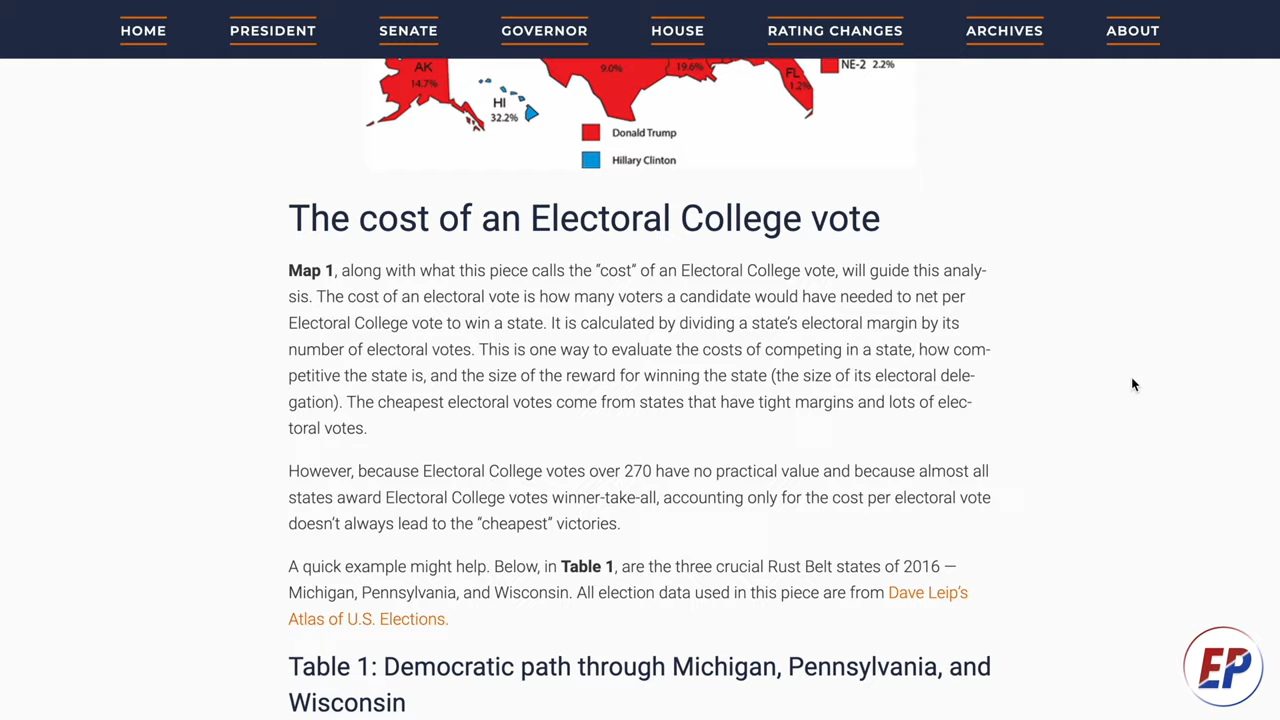 HOME PRESIDENT SENATE GOVERNOR HOUSE RATING CHANGES ARCHIVES ABOUT
AK
14.7%
HI
32.2%
9.0%
19.6%
FL
1.2%
NE-2 2.2%
Donald Trump
Hillary Clinton
The cost of an Electoral College vote
Map 1, along with what this piece calls the “cost” of an Electoral College vote, will guide this analy-
sis. The cost of an electoral vote is how many voters a candidate would have needed to net per
Electoral College vote to win a state. It is calculated by dividing a state’s electoral margin by its
number of electoral votes. This is one way to evaluate the costs of competing in a state, how com-
petitive the state is, and the size of the reward for winning the state (the size of its electoral dele-
gation). The cheapest electoral votes come from states that have tight margins and lots of elec-
toral votes.
However, because Electoral College votes over 270 have no practical value and because almost all
states award Electoral College votes winner-take-all, accounting only for the cost per electoral vote
doesn’t always lead to the “cheapest” victories.
A quick example might help. Below, in Table 1, are the three crucial Rust Belt states of 2016 —
Michigan, Pennsylvania, and Wisconsin. All election data used in this piece are from Dave Leip’s
Atlas of U.S. Elections.
Table 1: Democratic path through Michigan, Pennsylvania, and
Wisconsin
EP